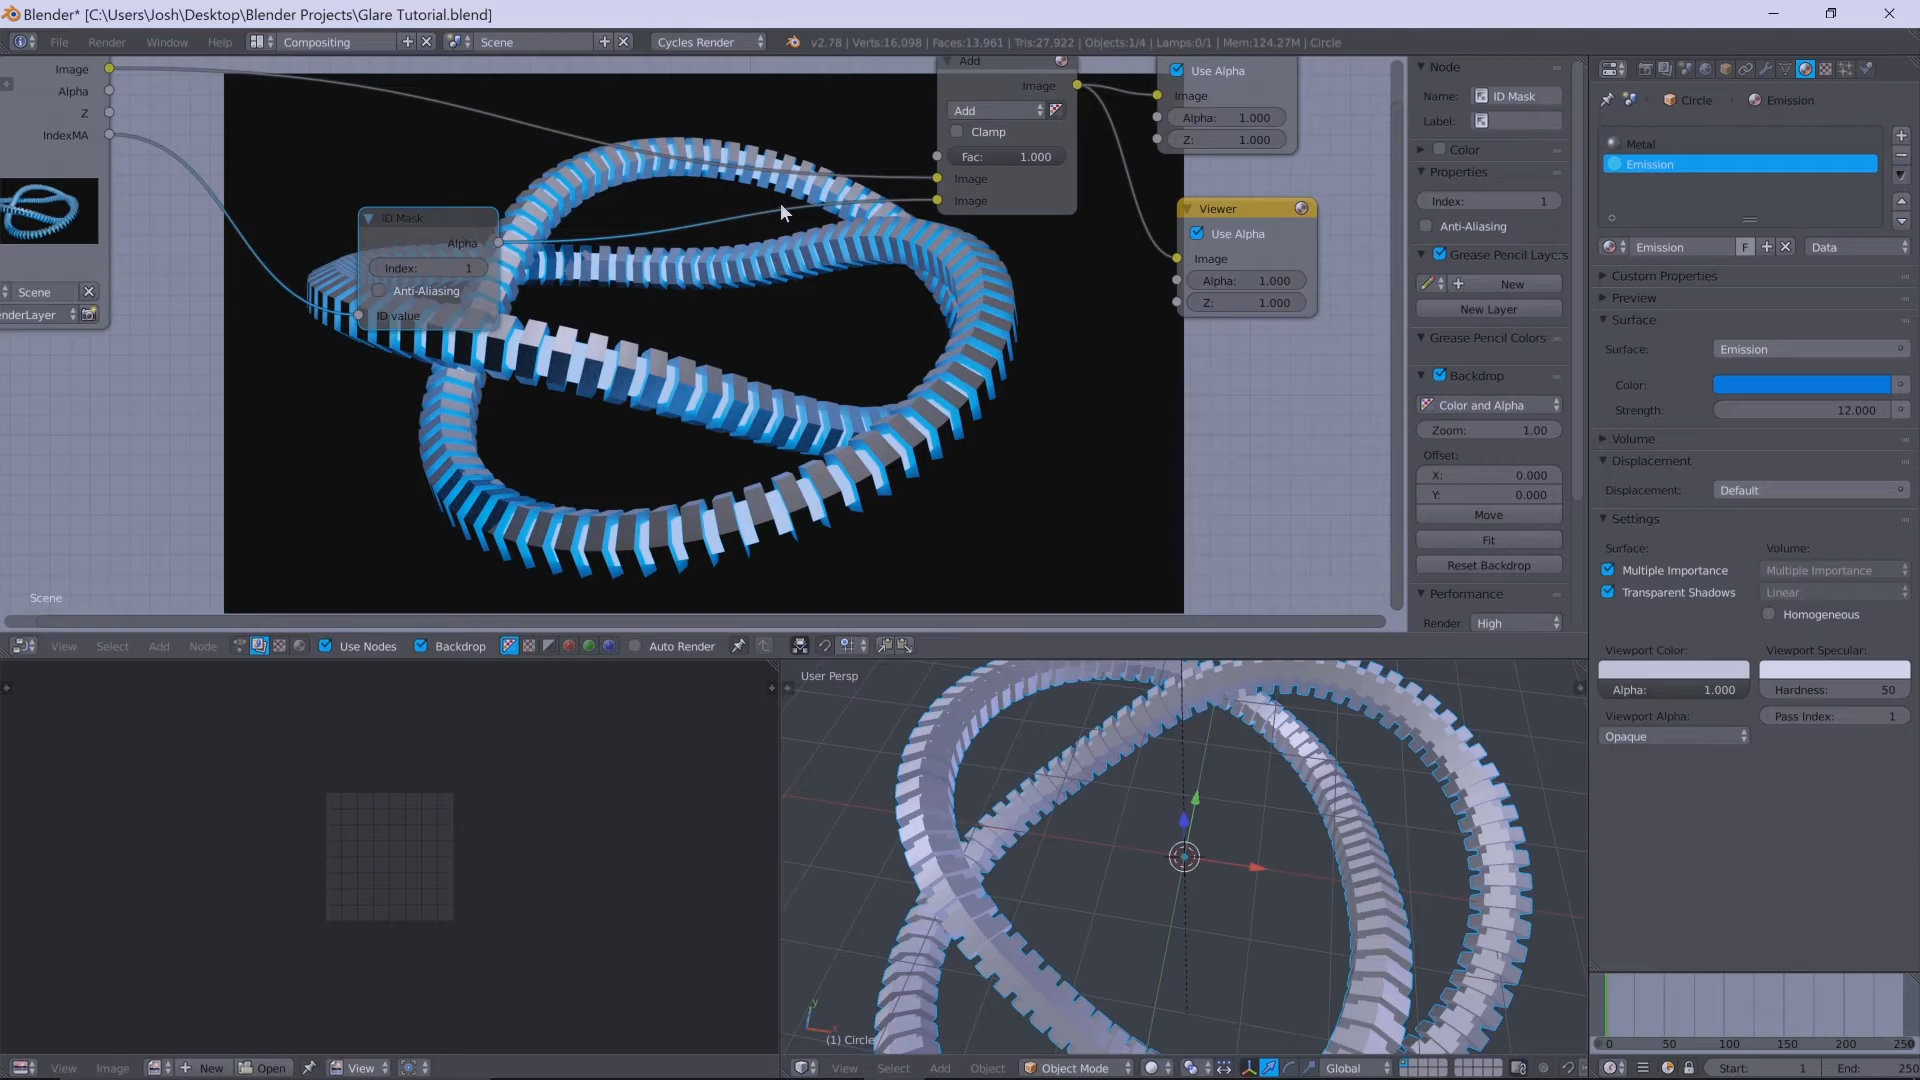 Blender* [C:\Users\Josh\Desktop\Blender Projects\Glare Tutorial.blend]
File Render Window Help Compositing Scene Cycles Render v2.78 | Verts:16,098 | Faces:13,961 | Tris:27,922 | Objects:1/4 | Lamps:0/1 | Mem:124.27M | Circle
Image
Alpha
Z
IndexMA
Scene
enderLayer
ID Mask
Alpha
Index: 1
Anti-Aliasing
ID value
Add
Image
Add
Clamp
Fac: 1.000
Image
Image
Use Alpha
Image
Alpha: 1.000
Z: 1.000
Viewer
Use Alpha
Image
Alpha: 1.000
Z: 1.000
Scene
Node
Name: ID Mask
Label:
Color
Properties
Index: 1
Anti-Aliasing
Grease Pencil Layers
New
New Layer
Grease Pencil Colors
Backdrop
Color and Alpha
Zoom: 1.00
Offset:
X: 0.000
Y: 0.000
Move
Fit
Reset Backdrop
Performance
Render High
Circle Emission
Metal
Emission
Emission F Data
Custom Properties
Preview
Surface
Surface: Emission
Color:
Strength: 12.000
Volume
Displacement
Displacement: Default
Settings
Surface: Volume:
Multiple Importance Multiple Importance
Transparent Shadows Linear
Homogeneous
Viewport Color: Viewport Specular:
Alpha: 1.000 Hardness: 50
Viewport Alpha: Pass Index: 1
Opaque
View Select Add Node Use Nodes Backdrop Auto Render
User Persp
(1) Circle
View Image New Open View
View Select Add Object Object Mode Global
0 50 100 150 200 250
Start: 1 End: 250